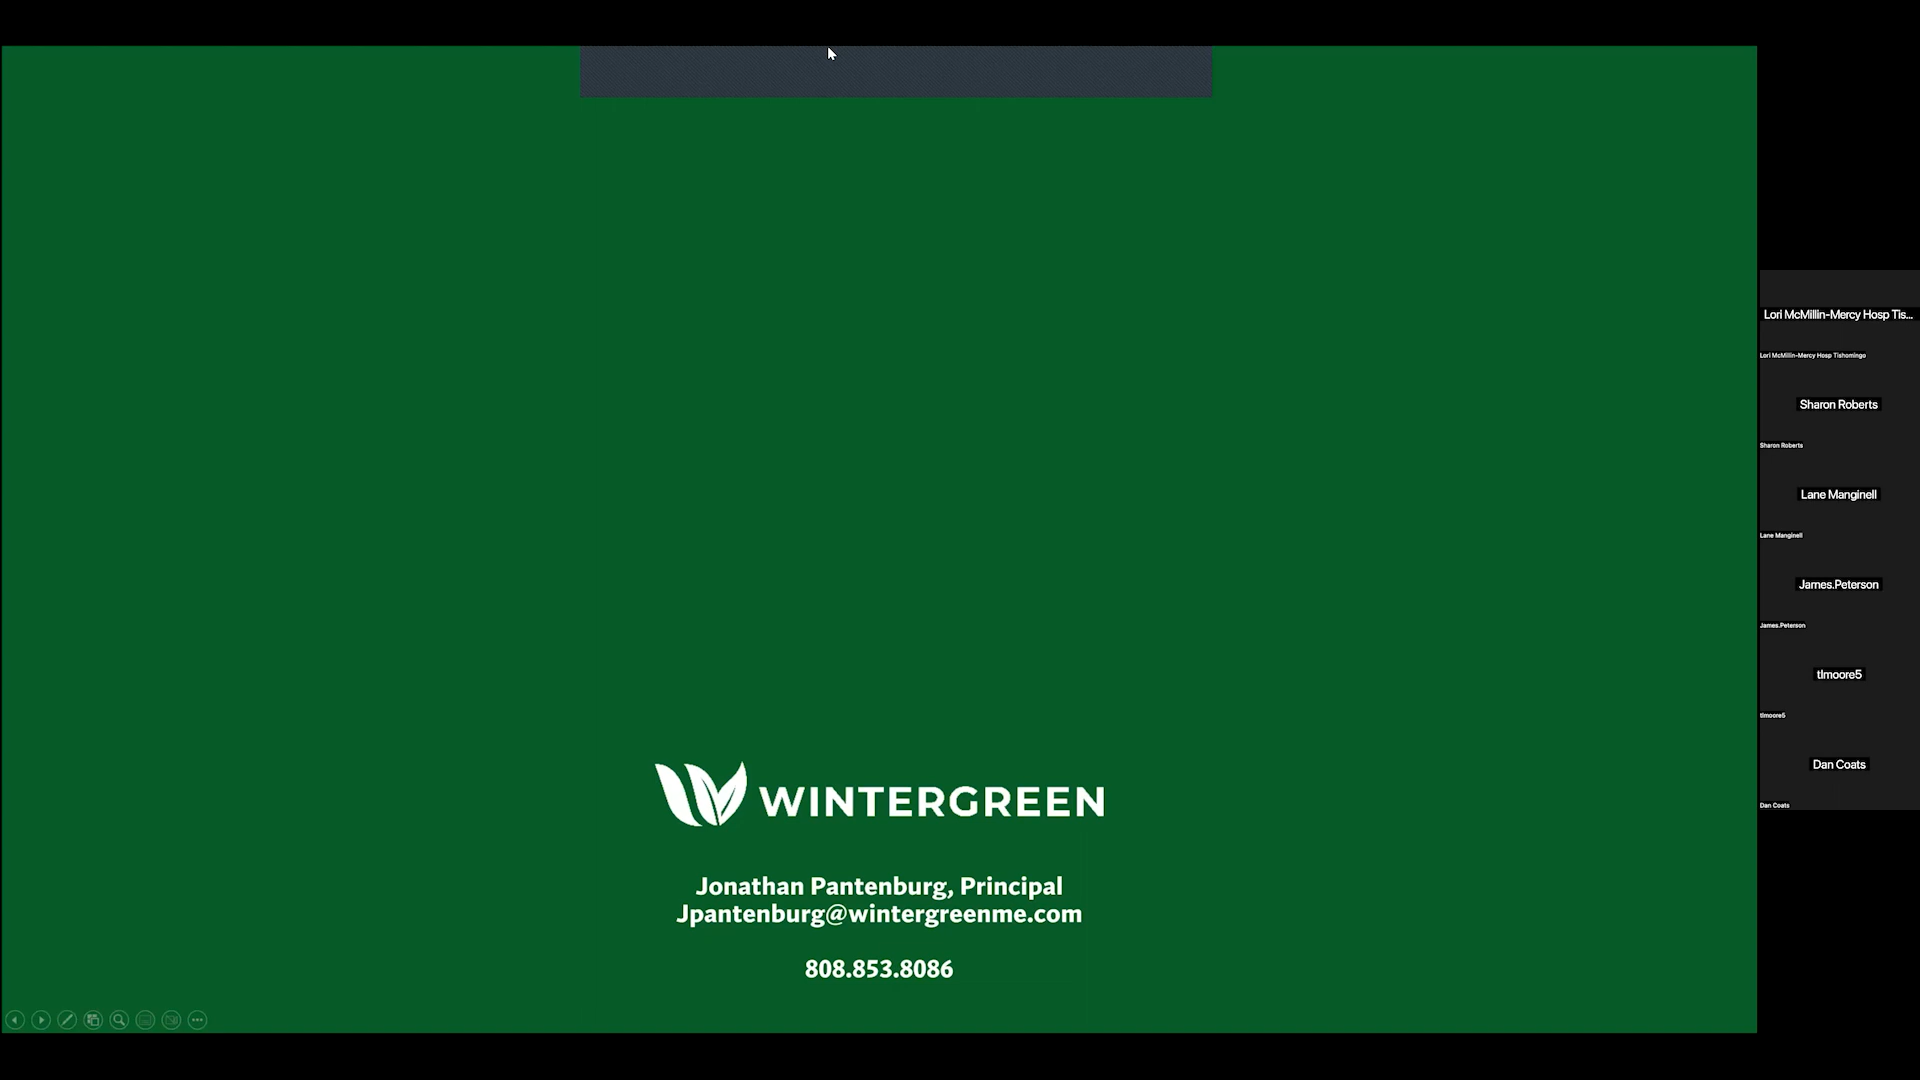 WINTERGREEN
Jonathan Pantenburg, Principal
Jpantenburg@wintergreenme.com
808.853.8086
Lori McMillin-Mercy Hosp Tis...
Lori McMillin-Mercy Hosp Tishomingo
Sharon Roberts
Sharon Roberts
Lane Manginell
Lane Manginell
James.Peterson
James.Peterson
tlmoore5
tlmoore5
Dan Coats
Dan Coats